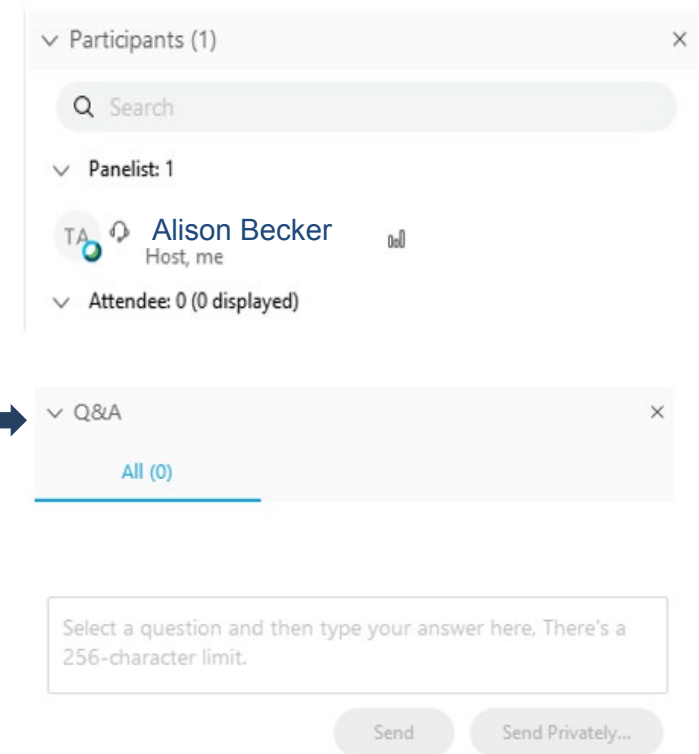 Participants (1)
Search
Panelist: 1
TA Alison Becker
Host, me
Attendee: 0 (0 displayed)
Q&A
All (0)
Select a question and then type your answer here, There's a
256-character limit.
Send Send Privately...